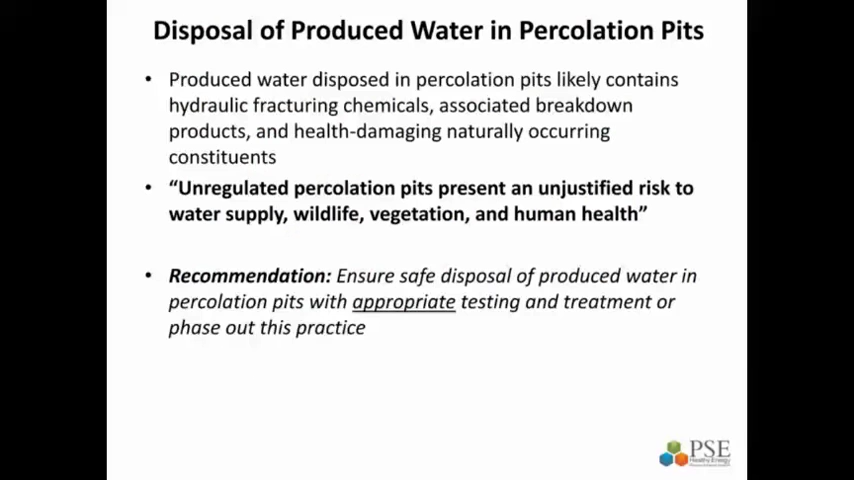 Disposal of Produced Water in Percolation Pits
• Produced water disposed in percolation pits likely contains
hydraulic fracturing chemicals, associated breakdown
products, and health-damaging naturally occurring
constituents
• “Unregulated percolation pits present an unjustified risk to
water supply, wildlife, vegetation, and human health”
• Recommendation: Ensure safe disposal of produced water in
percolation pits with appropriate testing and treatment or
phase out this practice
PSE
Healthy Energy